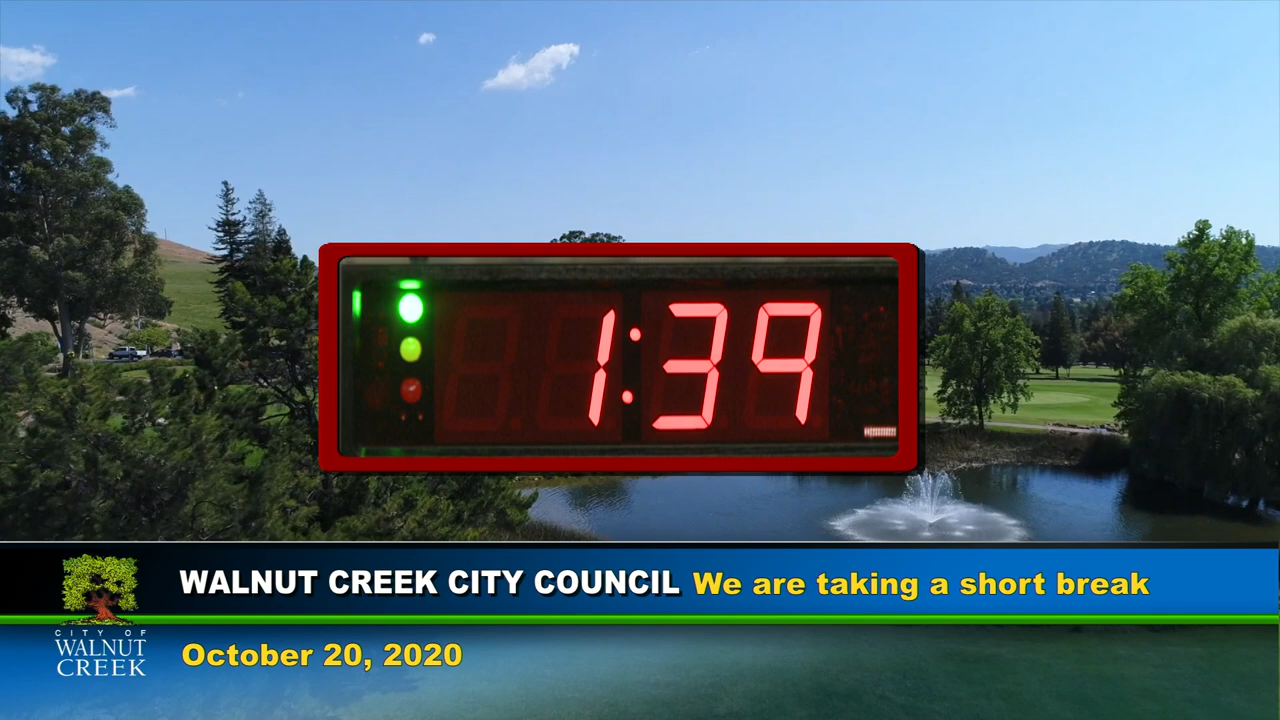 1:39
WALNUT CREEK CITY COUNCIL We are taking a short break
CITY OF
WALNUT
CREEK
October 20, 2020